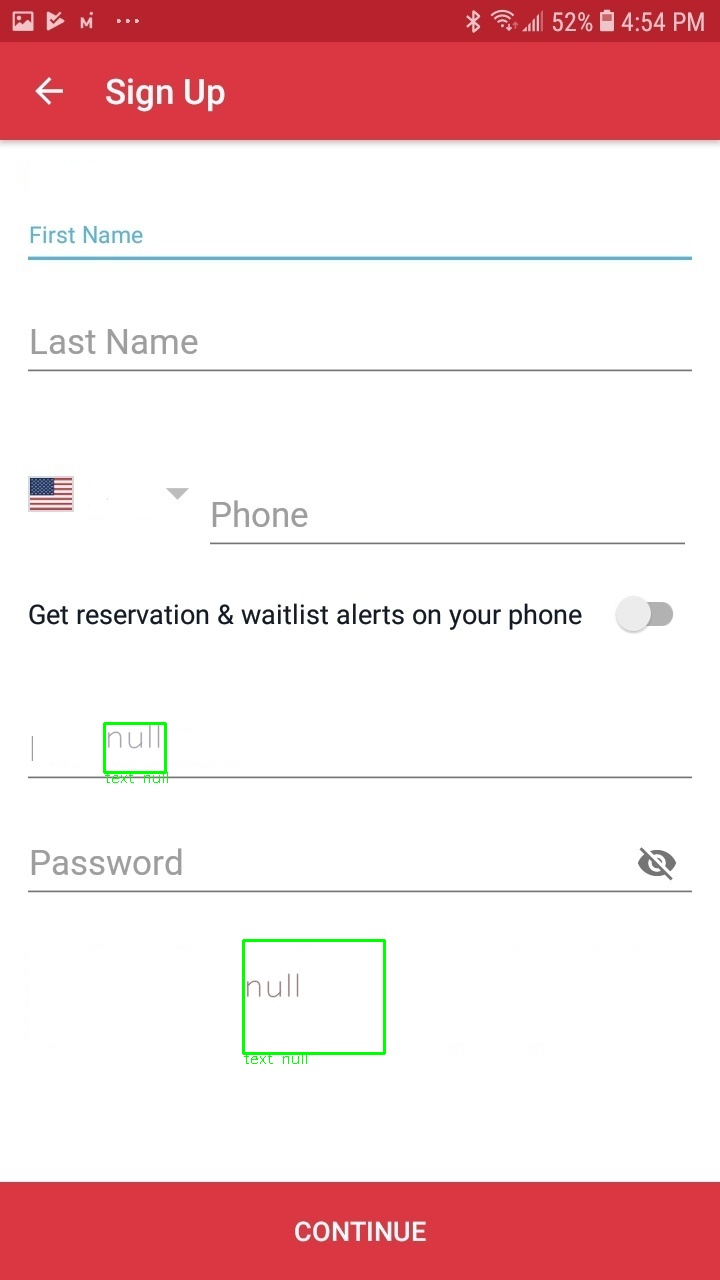 52% 4:54 PM
Sign Up
First Name
Last Name
Phone
Get reservation & waitlist alerts on your phone
null
text null
Password
null
text null
CONTINUE